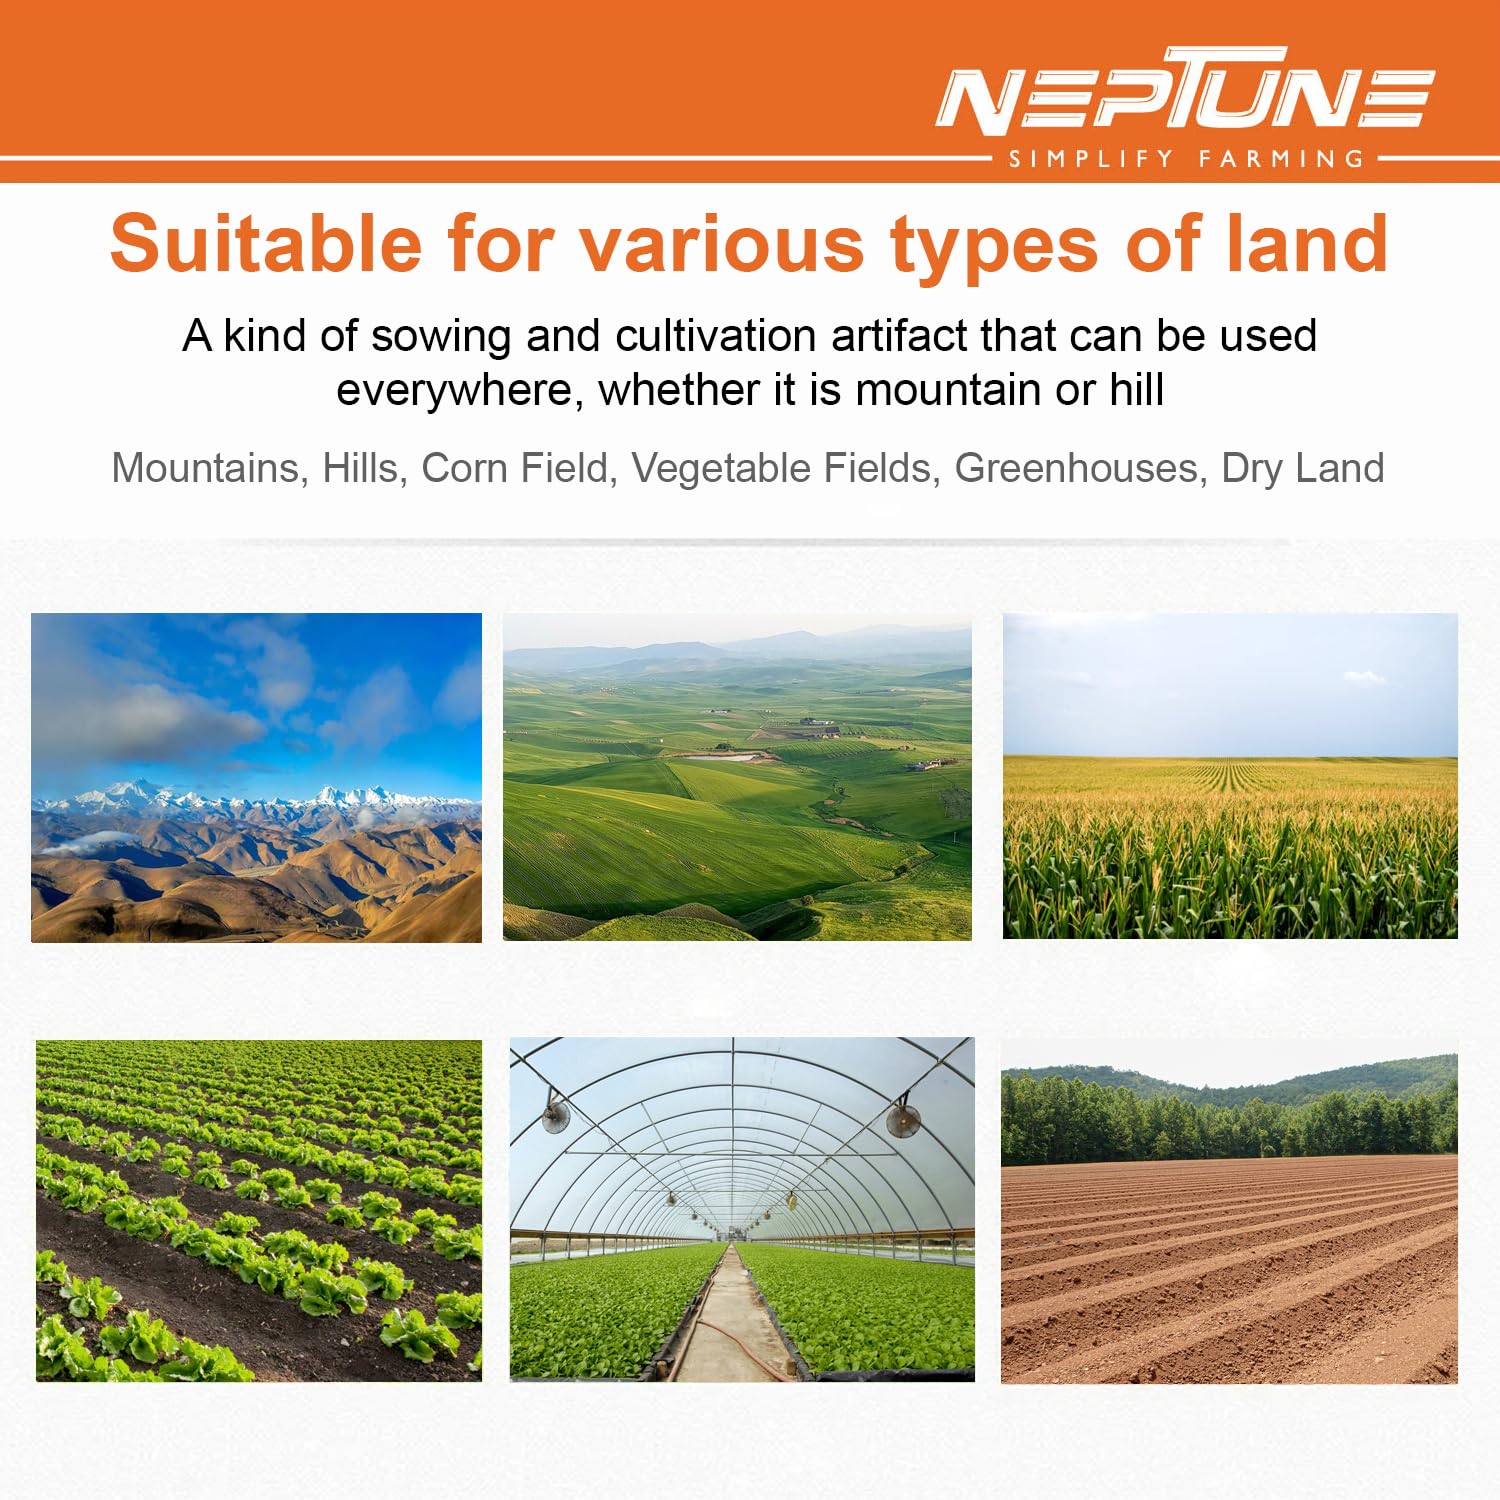 NEPTUNE
SIMPLIFY FARMING
Suitable for various types of land
A kind of sowing and cultivation artifact that can be used
everywhere, whether it is mountain or hill
Mountains, Hills, Corn Field, Vegetable Fields, Greenhouses, Dry Land